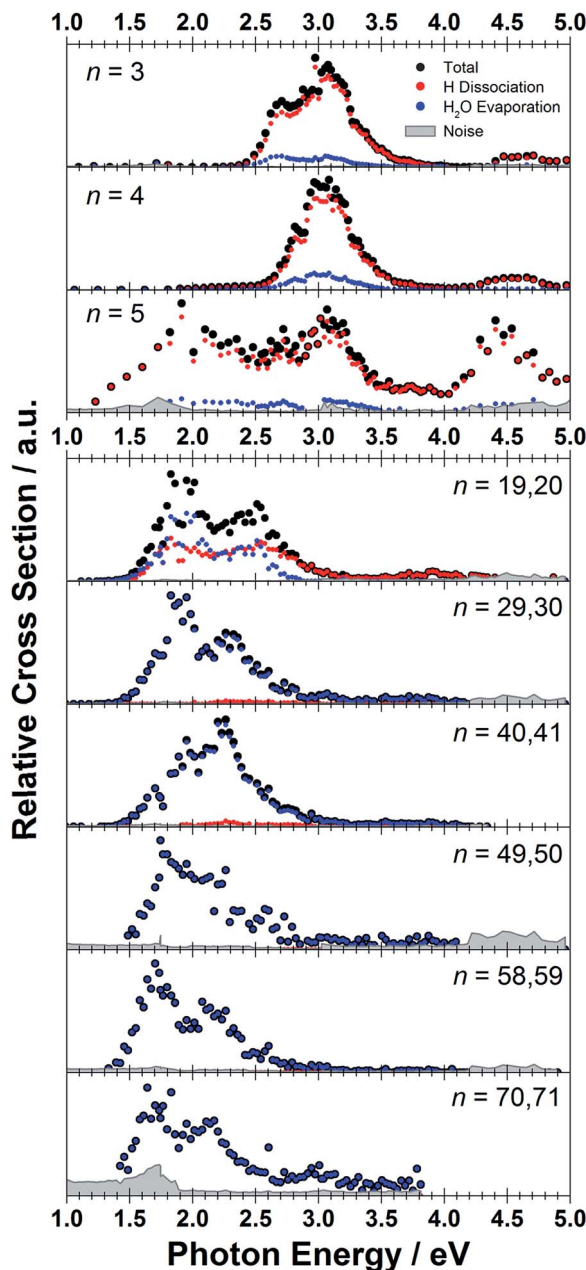 1.0 1.5 2.0 2.5 3.0 3.5 4.0 4.5 5.0
n = 3
Total
H Dissociation
H₂O Evaporation
Noise
n = 4
n = 5
1.0 1.5 2.0 2.5 3.0 3.5 4.0 4.5 5.0
n = 19,20
n = 29,30
n = 40,41
n = 49,50
n = 58,59
n = 70,71
1.0 1.5 2.0 2.5 3.0 3.5 4.0 4.5 5.0
Photon Energy / eV
Relative Cross Section / a.u.